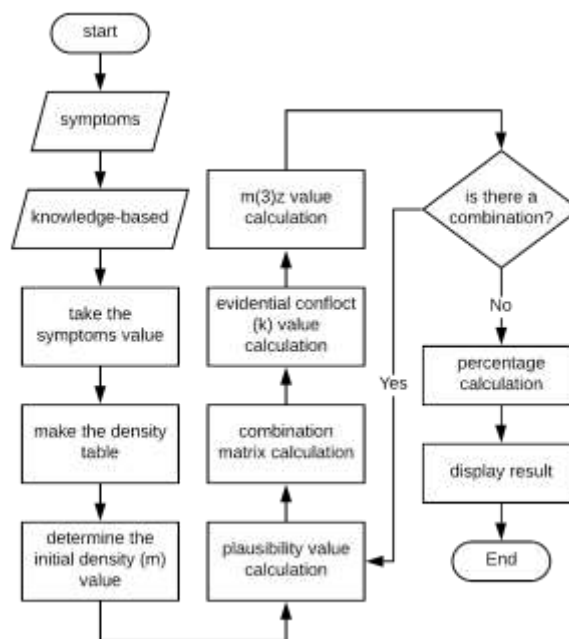 start
symptoms
knowledge-based
take the
symptoms value
make the density
table
determine the
initial density (m)
value
plausibility value
calculation
combination
matrix calculation
evidential confloct
(k) value
calculation
m(3)z value
calculation
is there a
combination?
Yes
No
percentage
calculation
display result
End